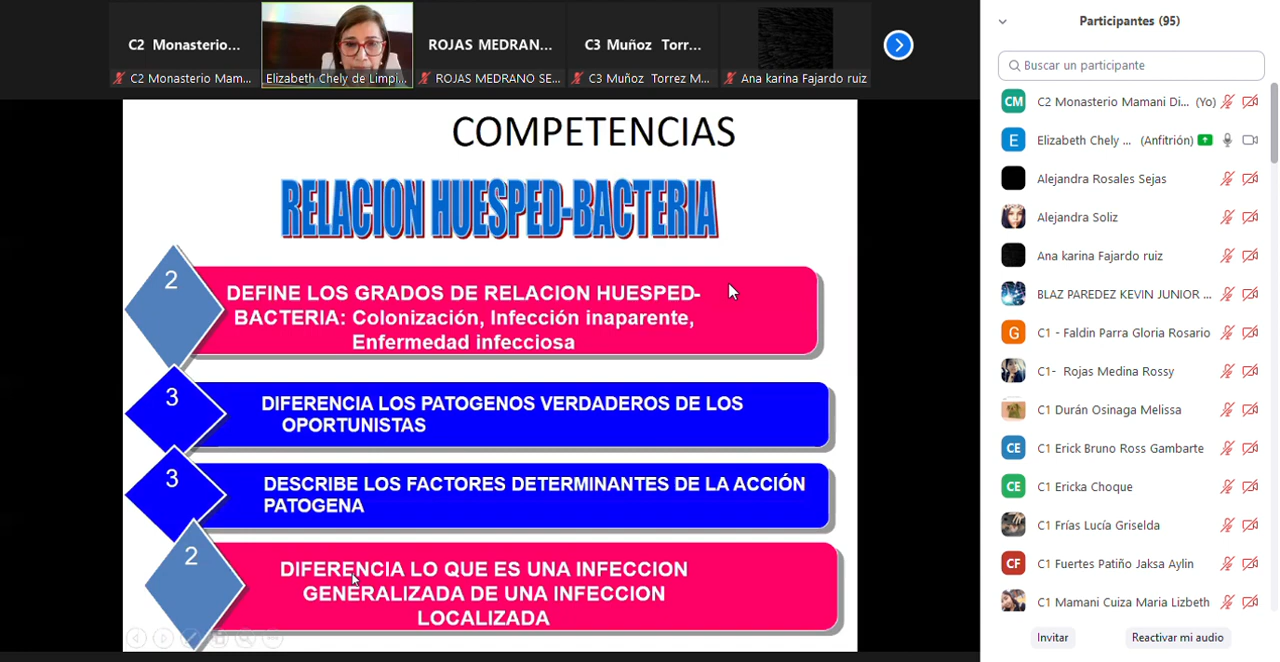 C2 Monasterio...
ROJAS MEDRAN...
C3 Muñoz Torr...
C2 Monasterio Mam...
Elizabeth Chely de Limpi...
ROJAS MEDRANO SE...
C3 Muñoz Torrez M...
Ana karina Fajardo ruiz
COMPETENCIAS
RELACION HUESPED-BACTERIA
2
DEFINE LOS GRADOS DE RELACION HUESPED-
BACTERIA: Colonización, Infección inaparente,
Enfermedad infecciosa
3
DIFERENCIA LOS PATOGENOS VERDADEROS DE LOS
OPORTUNISTAS
3
DESCRIBE LOS FACTORES DETERMINANTES DE LA ACCIÓN
PATOGENA
2
DIFERENCIA LO QUE ES UNA INFECCION
GENERALIZADA DE UNA INFECCION
LOCALIZADA
Participantes (95)
Buscar un participante
CM C2 Monasterio Mamani Di... (Yo)
E Elizabeth Chely ... (Anfitrión)
Alejandra Rosales Sejas
Alejandra Soliz
Ana karina Fajardo ruiz
BLAZ PAREDEZ KEVIN JUNIOR ...
G C1 - Faldin Parra Gloria Rosario
C1- Rojas Medina Rossy
C1 Durán Osinaga Melissa
CE C1 Erick Bruno Ross Gambarte
CE C1 Ericka Choque
C1 Frías Lucía Griselda
CF C1 Fuertes Patiño Jaksa Aylin
C1 Mamani Cuiza Maria Lizbeth
Invitar
Reactivar mi audio